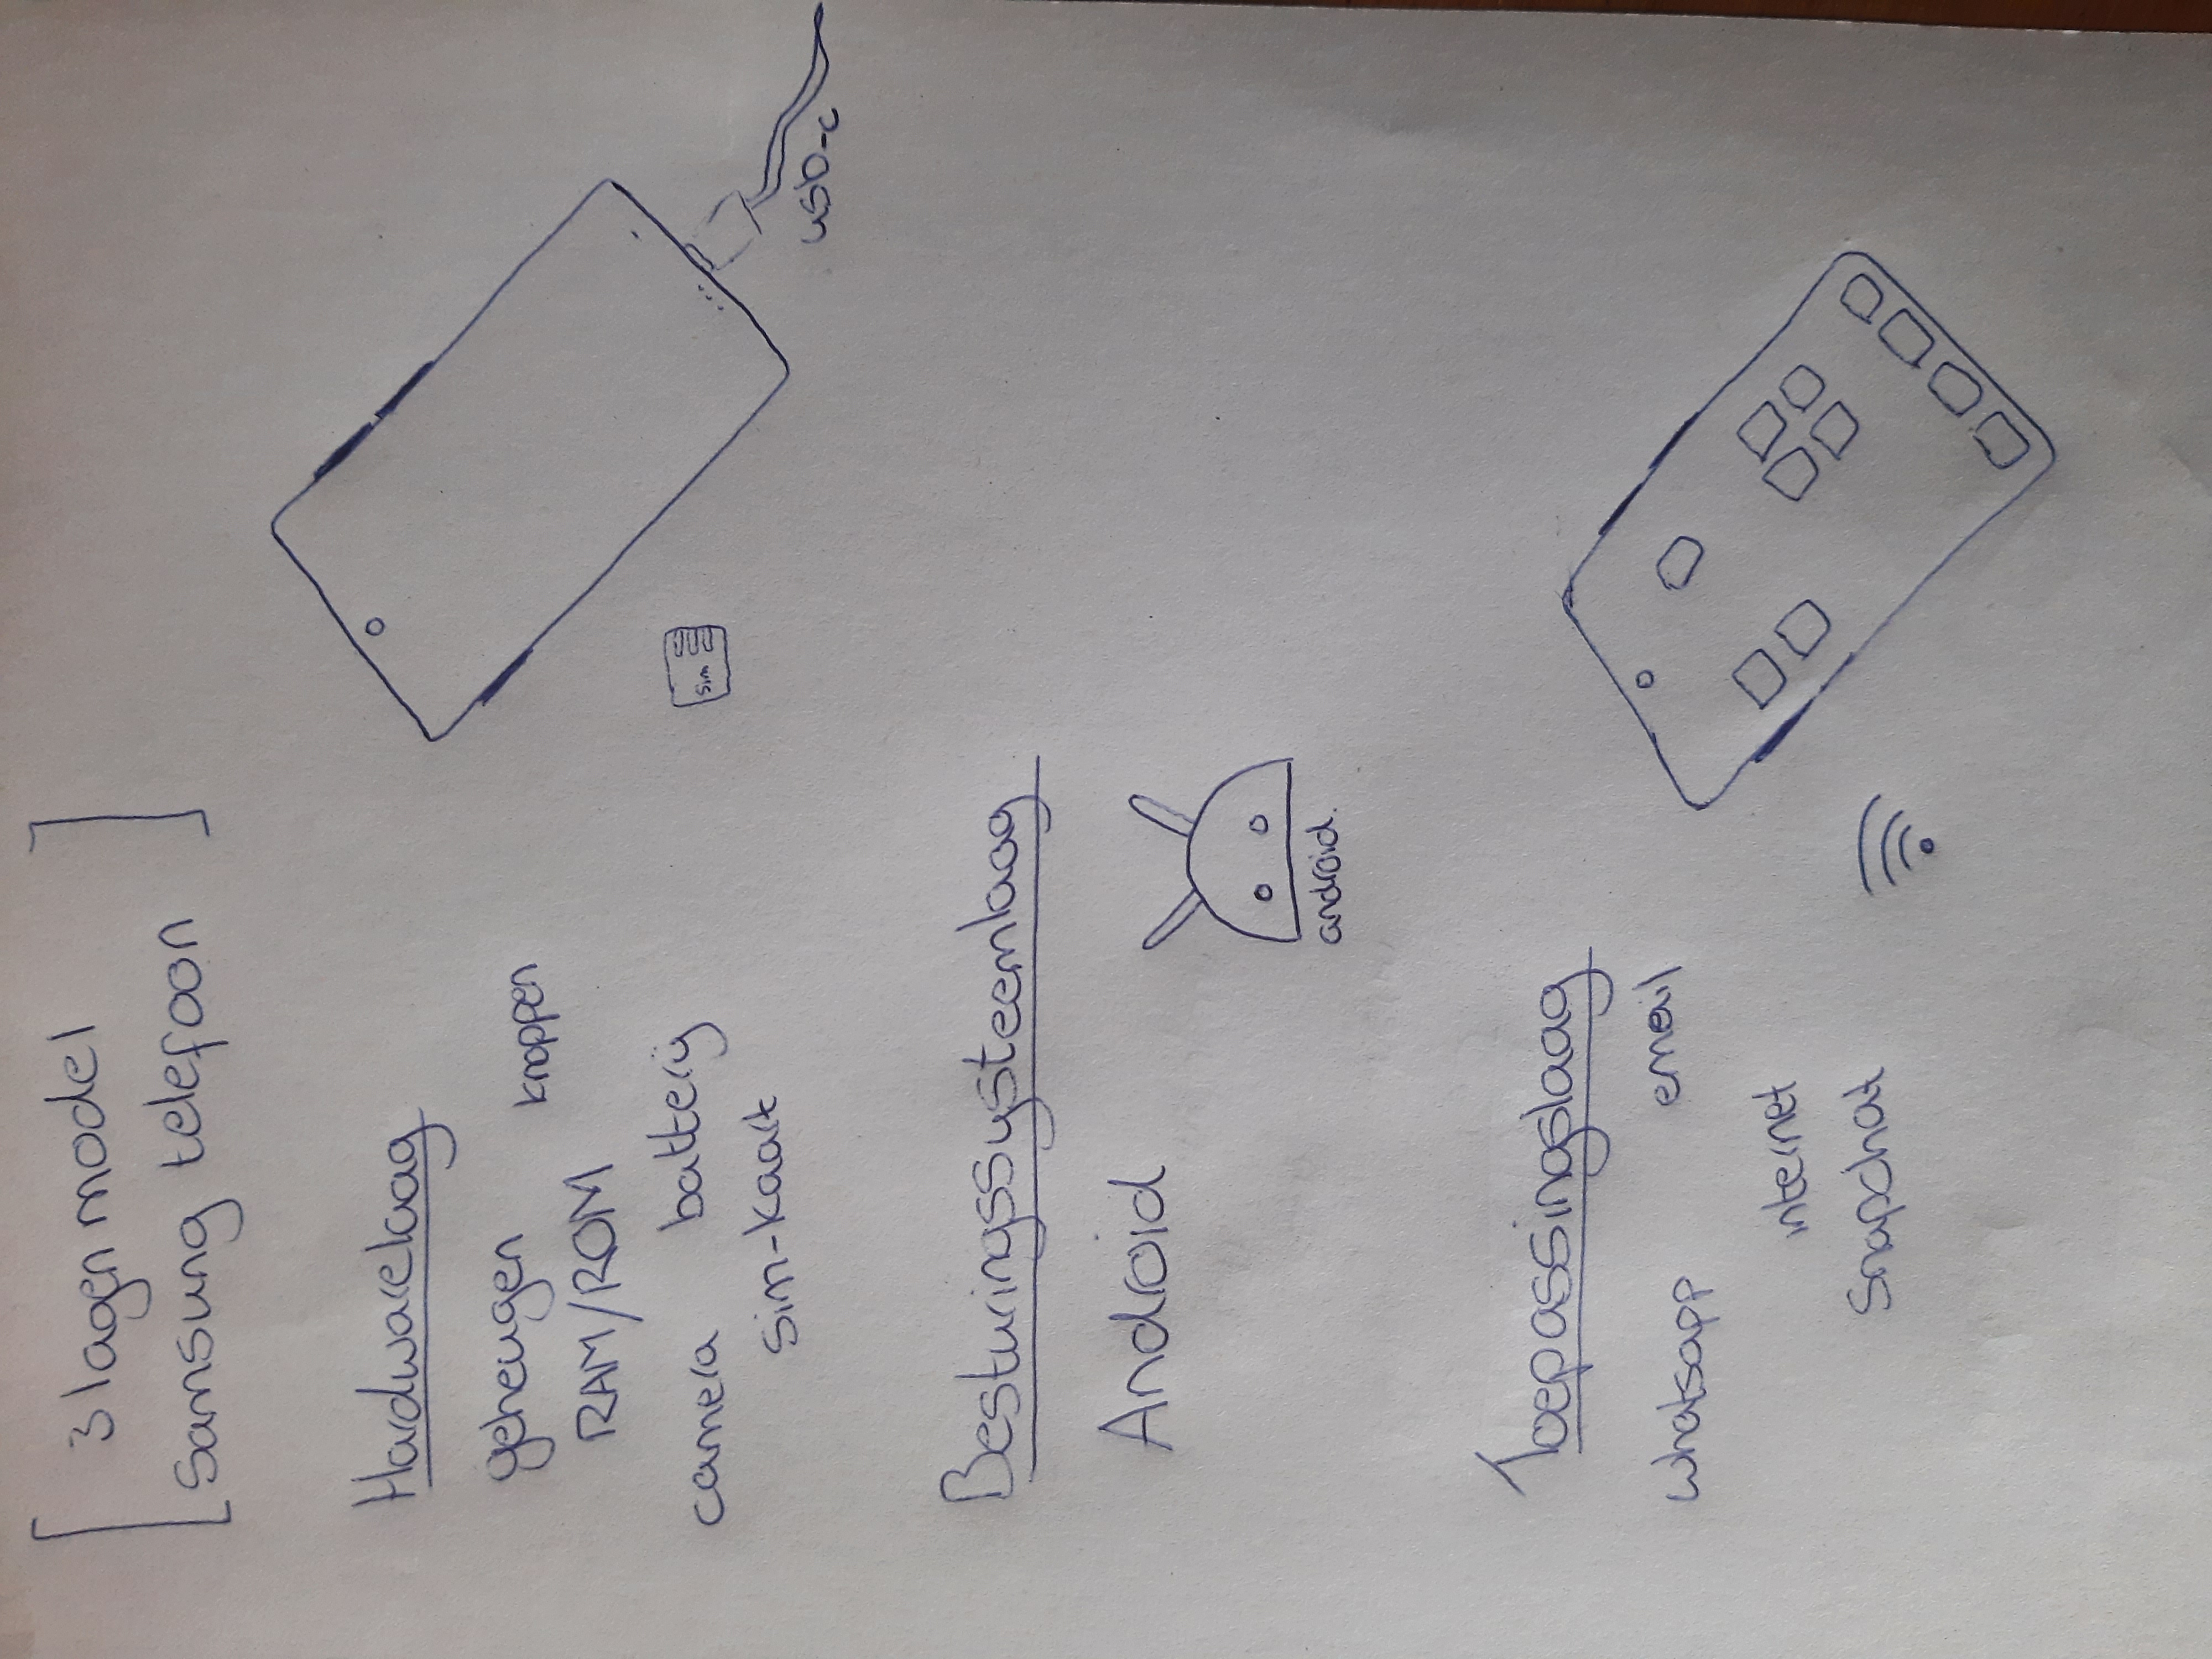 3 lagen model
Samsung telefoon
Hardwarelaag
geheugen
knoppen
RAM/ROM
camera
batterij
sim-kaart
sim
usb-c
Besturingssysteemlaag
Android
android.
Toepassingslaag
whatsapp
email
internet
Snapchat